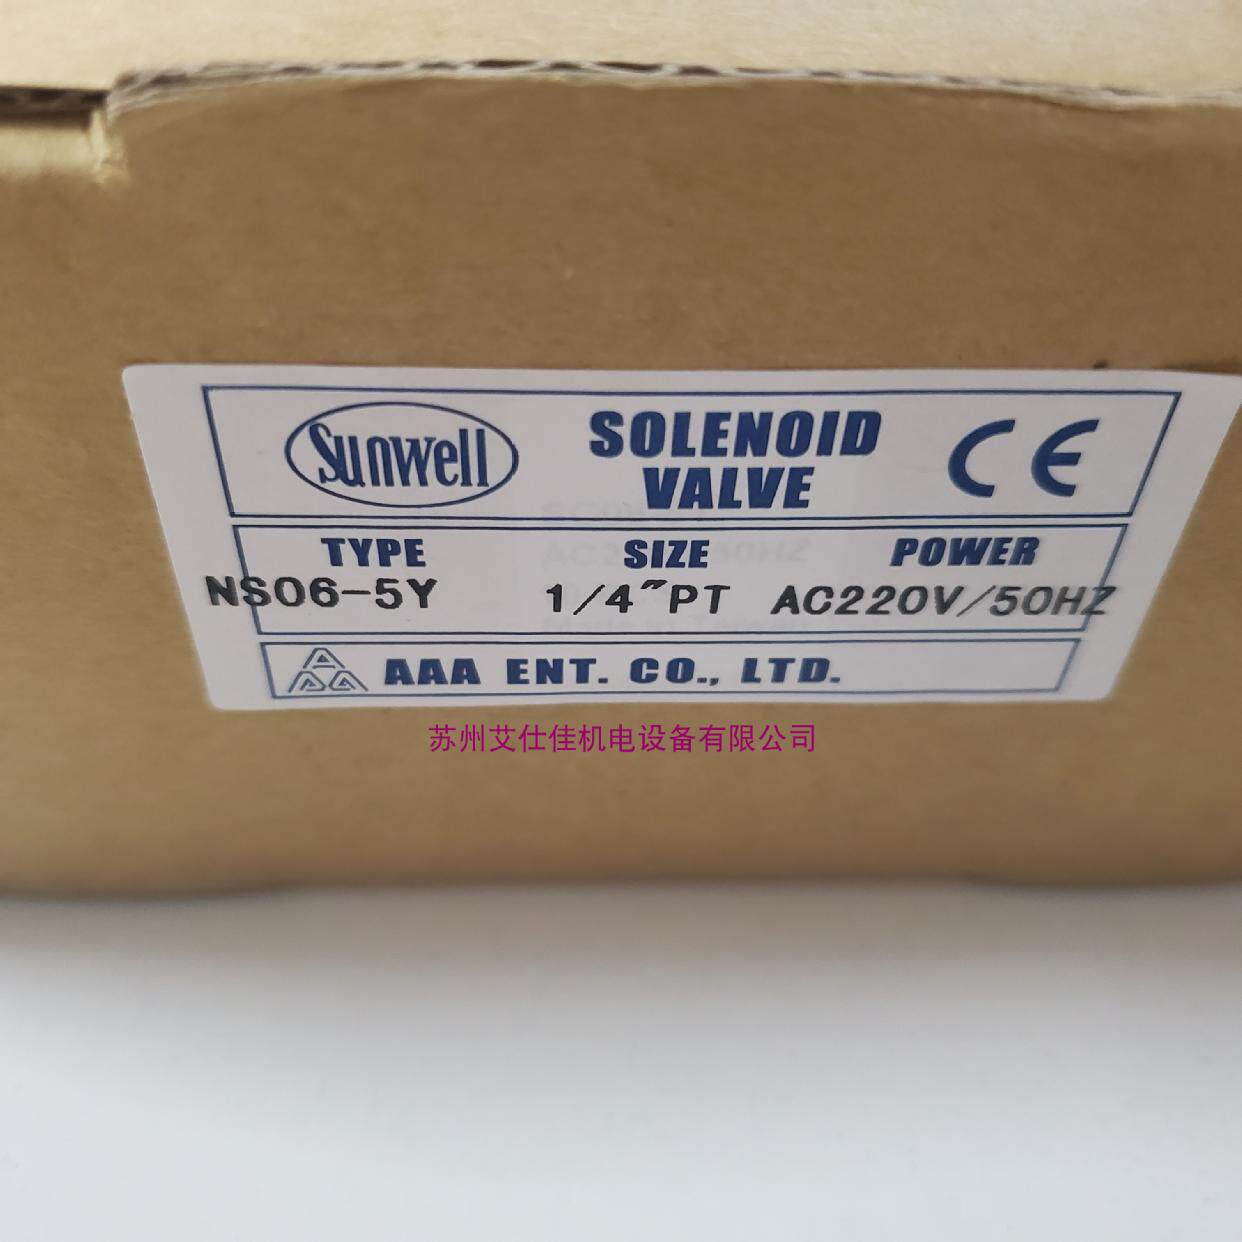 Sunwell
SOLENOID
VALVE
CE
TYPE SIZE POWER
NS06-5Y 1/4"PT AC220V/50HZ
AAA ENT. CO., LTD.
苏州艾仕佳机电设备有限公司